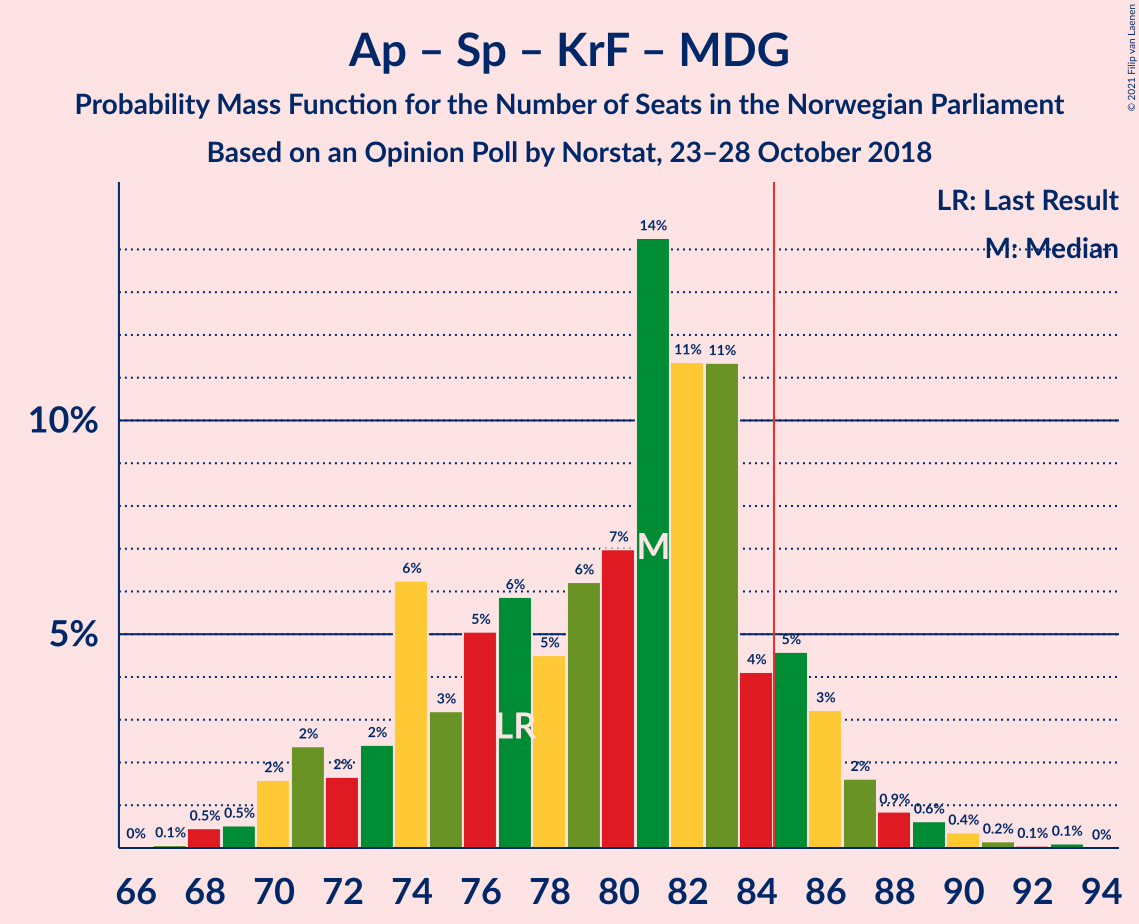 Ap – Sp – KrF – MDG
Probability Mass Function for the Number of Seats in the Norwegian Parliament
Based on an Opinion Poll by Norstat, 23–28 October 2018
© 2021 Filip van Laenen
LR: Last Result
M: Median
10%
5%
0% 0.1% 0.5% 0.5% 2% 2% 2% 2% 6% 3% 5% 6% 5% 6% 7% 14% 11% 11% 4% 5% 3% 2% 0.9% 0.6% 0.4% 0.2% 0.1% 0.1% 0%
M
LR
66 68 70 72 74 76 78 80 82 84 86 88 90 92 94